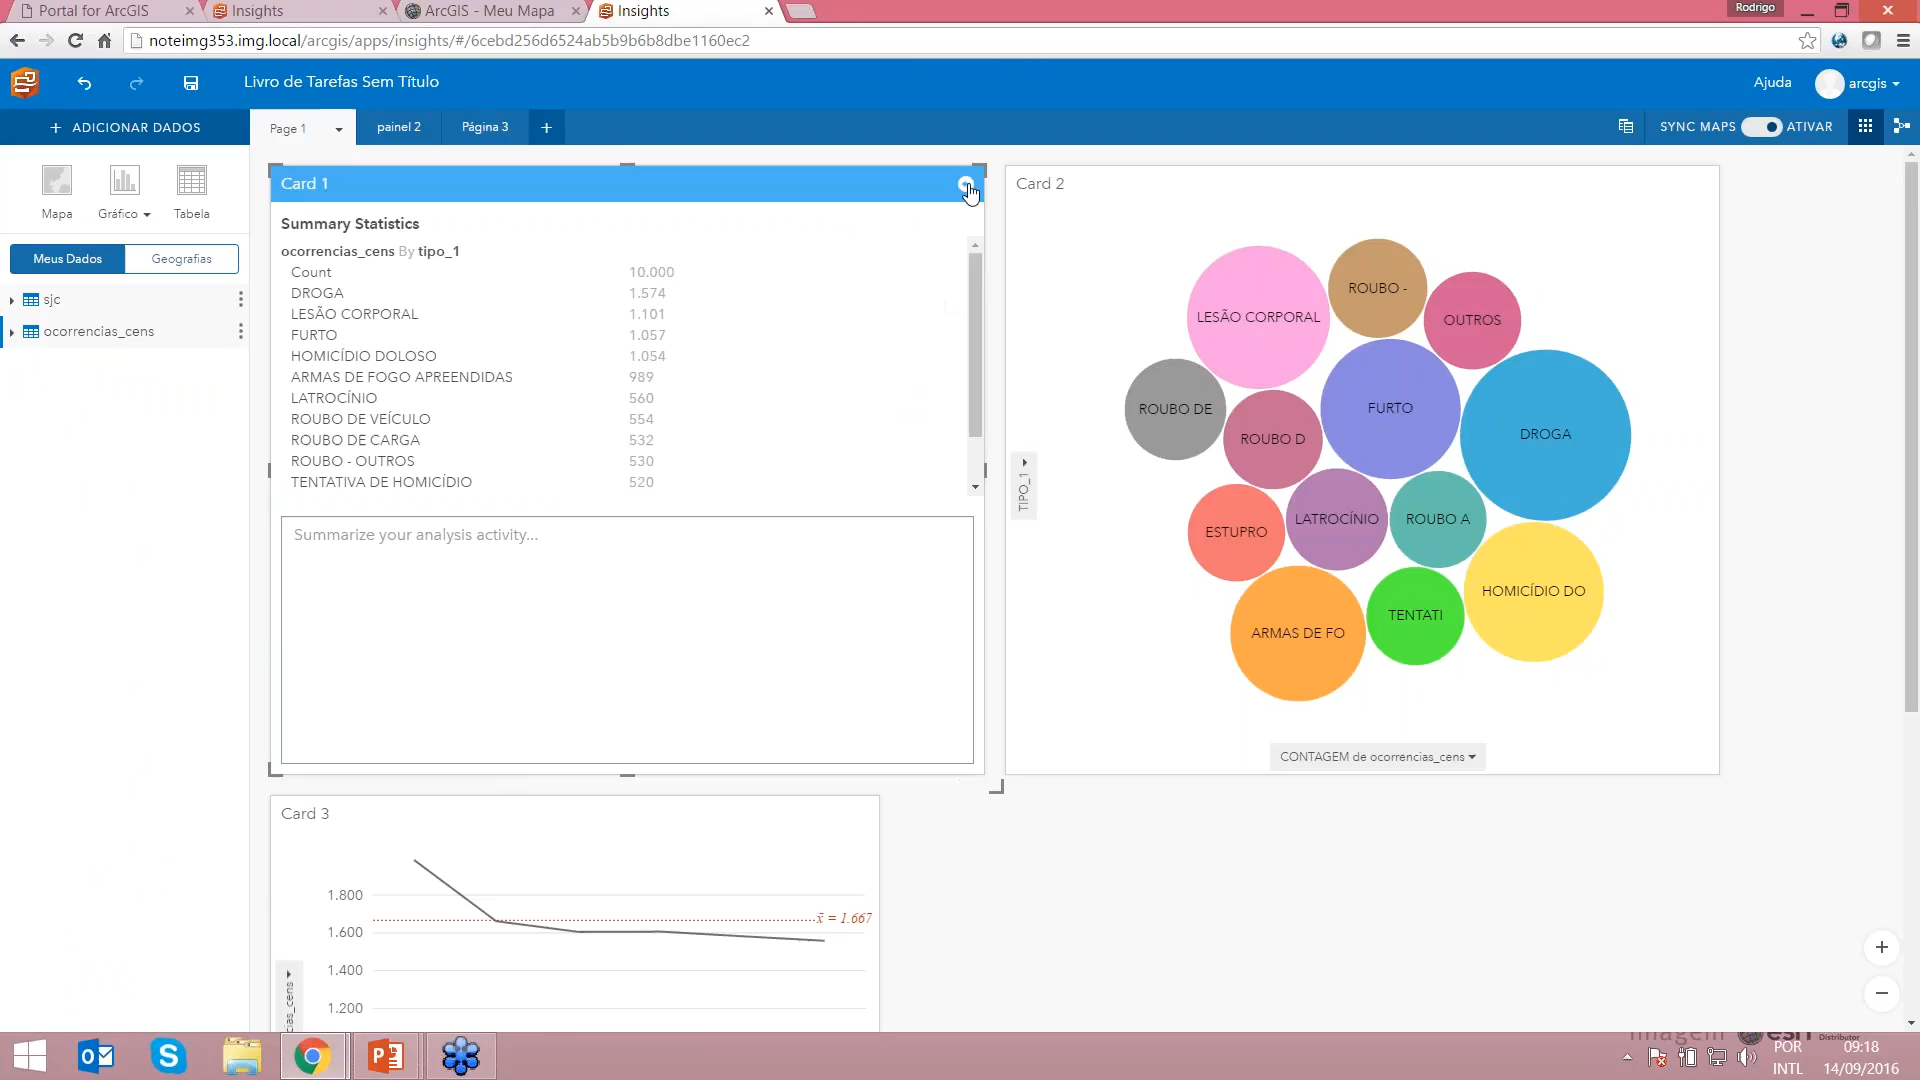 Portal for ArcGIS
Insights
ArcGIS - Meu Mapa
Insights
Rodrigo
noteimg353.img.local/arcgis/apps/insights/#/6cebd256d6524ab5b9b6b8dbe1160ec2
Livro de Tarefas Sem Título
Ajuda
arcgis
ADICIONAR DADOS
Page 1
painel 2
Página 3
SYNC MAPS
ATIVAR
Mapa
Gráfico
Tabela
Meus Dados
Geografias
sjc
ocorrencias_cens
Card 1
Summary Statistics
ocorrencias_cens By tipo_1
Count 10.000
DROGA 1.574
LESÃO CORPORAL 1.101
FURTO 1.057
HOMICÍDIO DOLOSO 1.054
ARMAS DE FOGO APREENDIDAS 989
LATROCÍNIO 560
ROUBO DE VEÍCULO 554
ROUBO DE CARGA 532
ROUBO - OUTROS 530
TENTATIVA DE HOMICÍDIO 520
Summarize your analysis activity...
Card 2
LESÃO CORPORAL
ROUBO -
OUTROS
ROUBO DE
ROUBO D
FURTO
DROGA
ESTUPRO
LATROCÍNIO
ROUBO A
HOMICÍDIO DO
ARMAS DE FO
TENTATI
TIPO_1
CONTAGEM de ocorrencias_cens
Card 3
1.800
x̄ = 1.667
1.600
1.400
1.200
cias_cens
POR
INTL
09:18
14/09/2016
Distributor